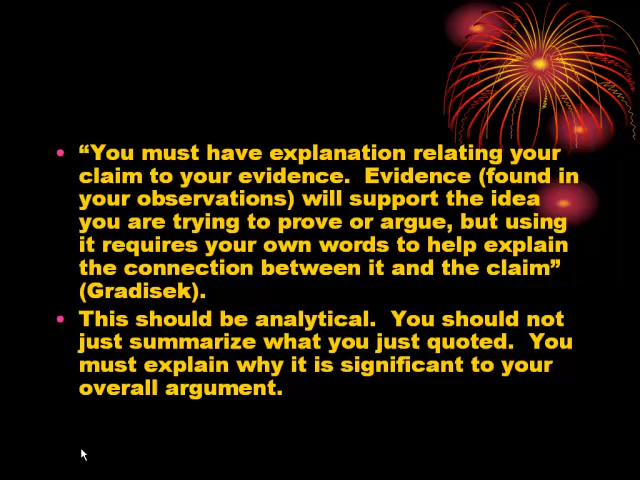 • “You must have explanation relating your
claim to your evidence.  Evidence (found in
your observations) will support the idea
you are trying to prove or argue, but using
it requires your own words to help explain
the connection between it and the claim”
(Gradisek).
• This should be analytical.  You should not
just summarize what you just quoted.  You
must explain why it is significant to your
overall argument.